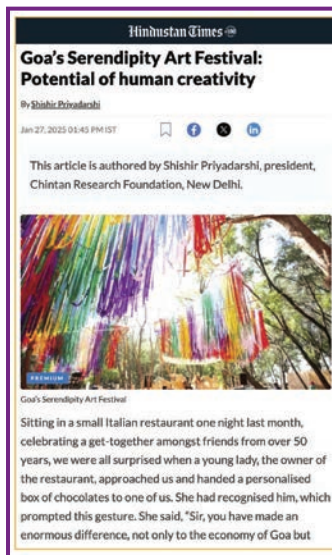 Hindustan Times
Goa's Serendipity Art Festival:
Potential of human creativity
By Shishir Priyadarshi
Jan 27, 2025 01:45 PM IST
This article is authored by Shishir Priyadarshi, president,
Chintan Research Foundation, New Delhi.
PREMIUM
Goa's Serendipity Art Festival
Sitting in a small Italian restaurant one night last month,
celebrating a get-together amongst friends from over 50
years, we were all surprised when a young lady, the owner of
the restaurant, approached us and handed a personalised
box of chocolates to one of us. She had recognised him, which
prompted this gesture. She said, "Sir, you have made an
enormous difference, not only to the economy of Goa but